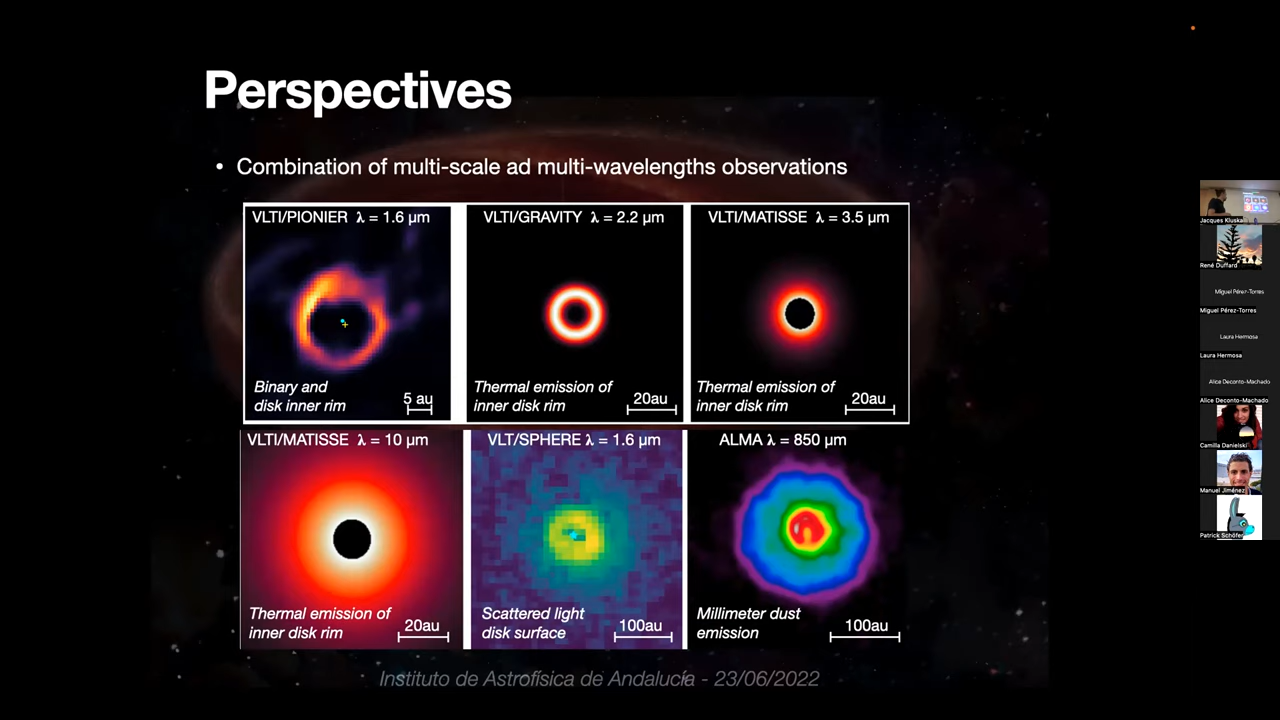 Perspectives
• Combination of multi-scale ad multi-wavelengths observations
VLTI/PIONIER λ = 1.6 µm
Binary and
disk inner rim
5 au
VLTI/GRAVITY λ = 2.2 µm
Thermal emission of
inner disk rim
20au
VLTI/MATISSE λ = 3.5 µm
Thermal emission of
inner disk rim
20au
VLTI/MATISSE λ = 10 µm
Thermal emission of
inner disk rim
20au
VLT/SPHERE λ = 1.6 µm
Scattered light
disk surface
100au
ALMA λ = 850 µm
Millimeter dust
emission
100au
Instituto de Astrofísica de Andalucía - 23/06/2022
Jacques Kluska
René Duffard
Miguel Pérez-Torres
Miguel Pérez-Torres
Laura Hermosa
Laura Hermosa
Alice Deconto-Machado
Alice Deconto-Machado
Camilla Danielski
Manuel Jiménez
Patrick Schöfer